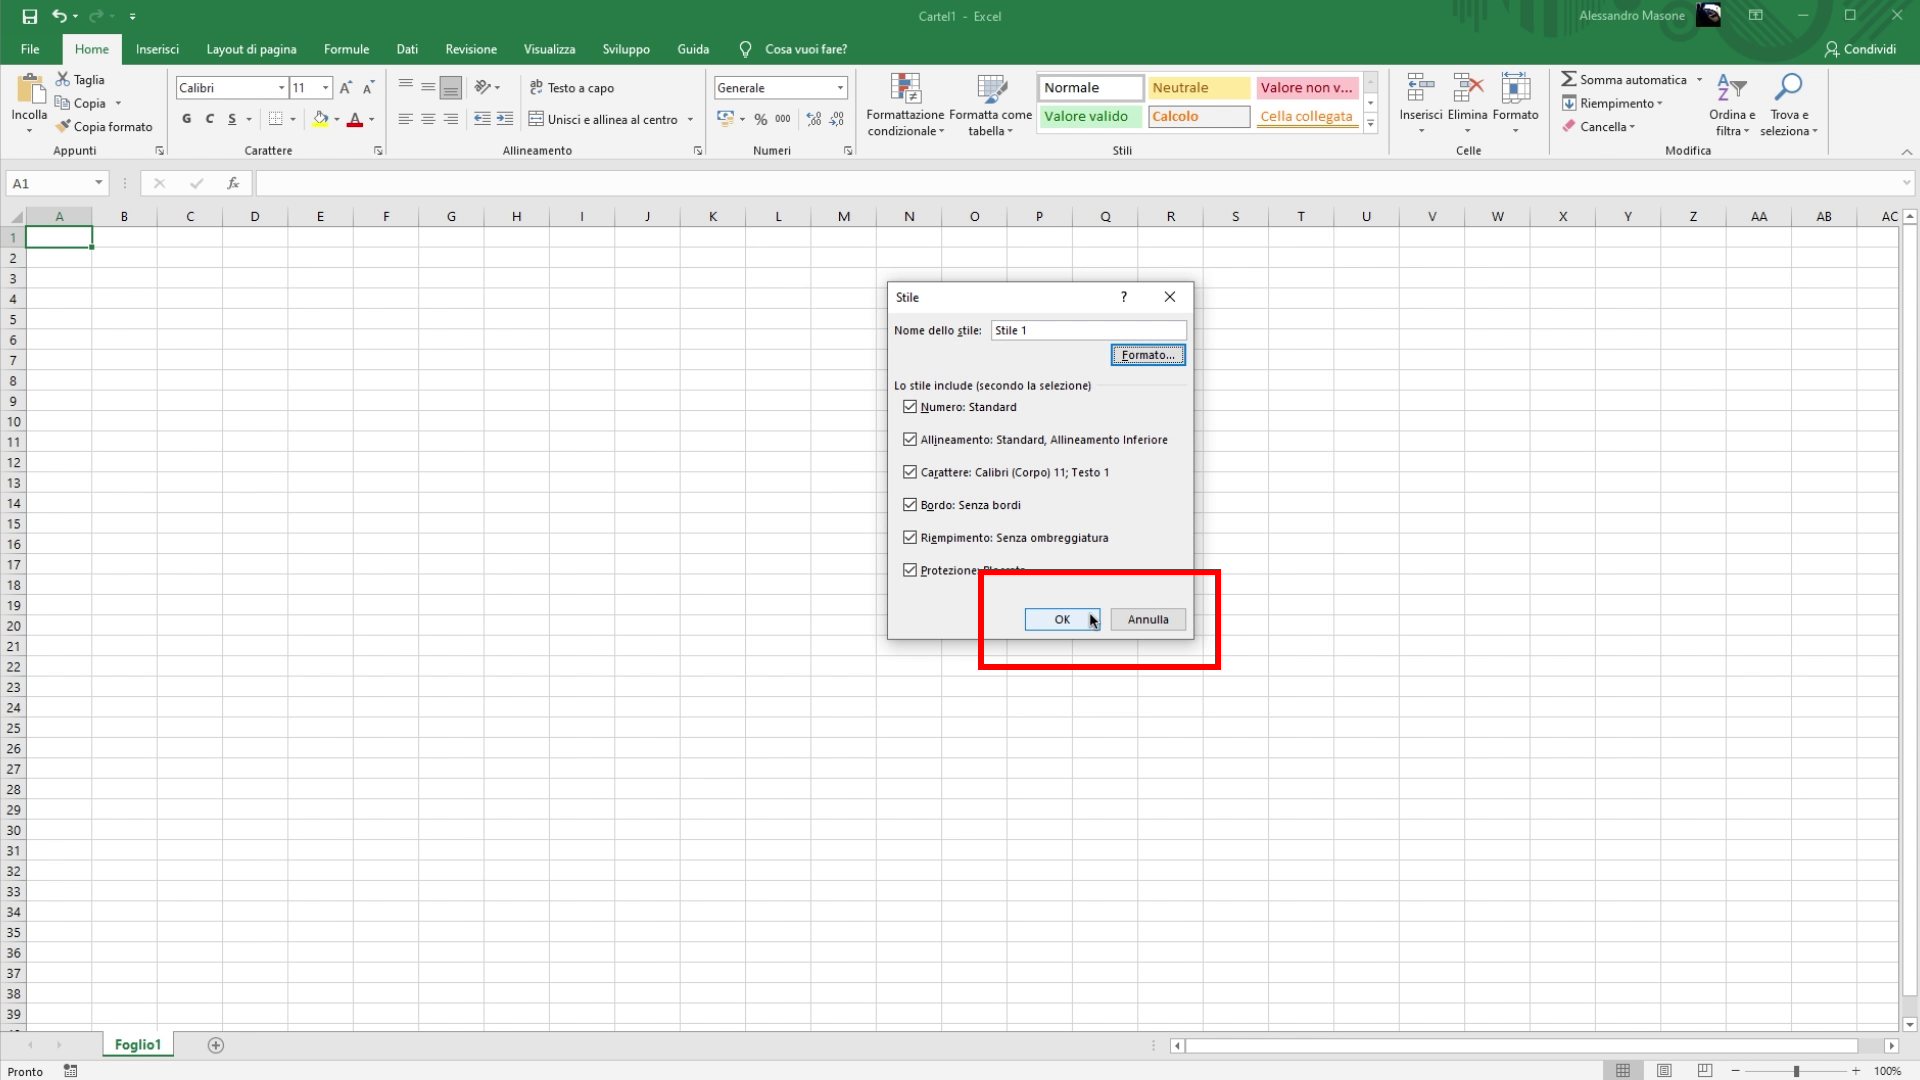 Cartel1 - Excel
Alessandro Masone
File Home Inserisci Layout di pagina Formule Dati Revisione Visualizza Sviluppo Guida Cosa vuoi fare? Condividi
Incolla
Taglia
Copia
Copia formato
Appunti
Calibri 11
G C S
Carattere
Testo a capo
Unisci e allinea al centro
Allineamento
Generale
% 000
Numeri
Formattazione condizionale
Formatta come tabella
Normale Neutrale Valore non v...
Valore valido Calcolo Cella collegata
Stili
Inserisci Elimina Formato
Celle
Somma automatica
Riempimento
Cancella
Ordina e filtra
Trova e seleziona
Modifica
A1
fx
A B C D E F G H I J K L M N O P Q R S T U V W X Y Z AA AB AC
1
2
3
4
5
6
7
8
9
10
11
12
13
14
15
16
17
18
19
20
21
22
23
24
25
26
27
28
29
30
31
32
33
34
35
36
37
38
39
Stile ?
Nome dello stile: Stile 1
Formato...
Lo stile include (secondo la selezione)
Numero: Standard
Allineamento: Standard, Allineamento Inferiore
Carattere: Calibri (Corpo) 11; Testo 1
Bordo: Senza bordi
Riempimento: Senza ombreggiatura
Protezione:
OK Annulla
Foglio1
Pronto
100%